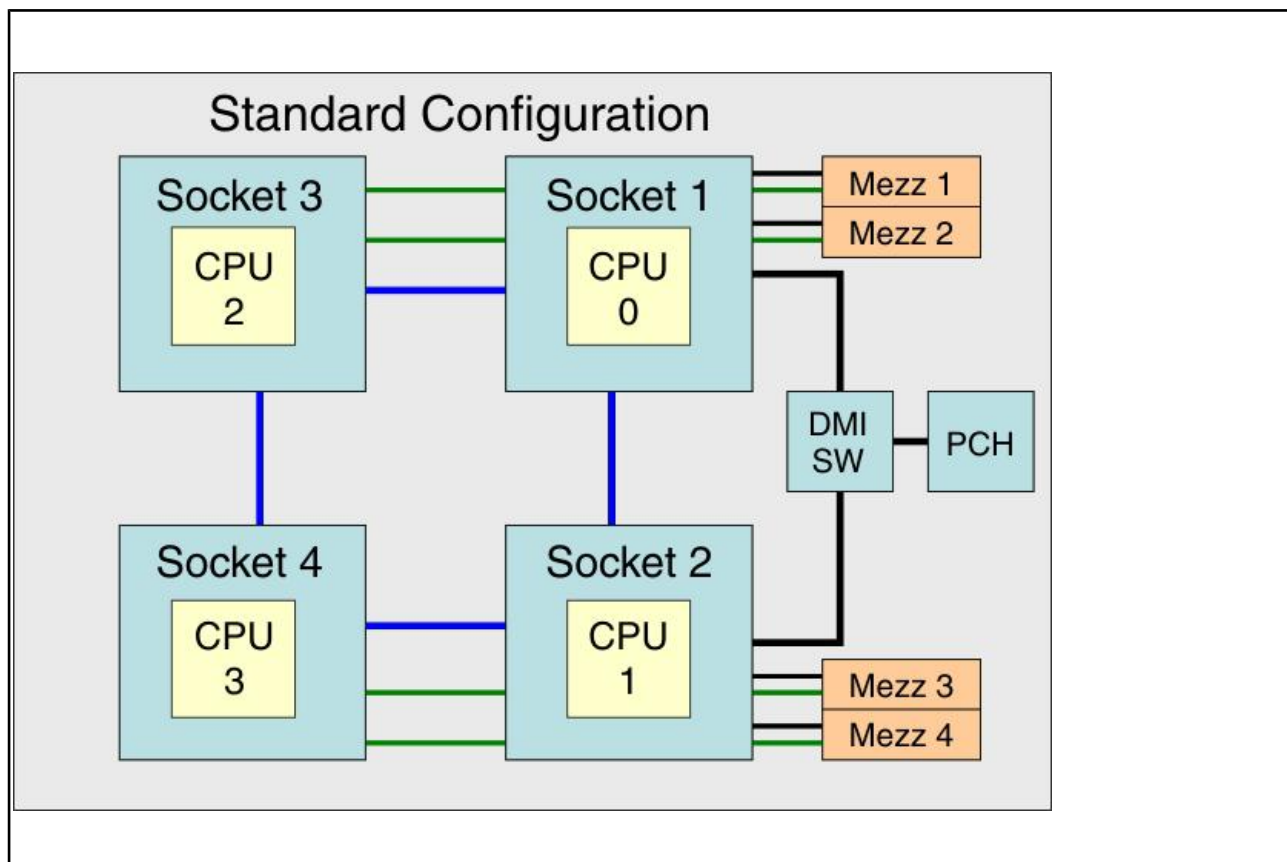 Standard Configuration
Socket 3
CPU
2
Socket 1
CPU
0
Mezz 1
Mezz 2
DMI
SW
PCH
Socket 4
CPU
3
Socket 2
CPU
1
Mezz 3
Mezz 4